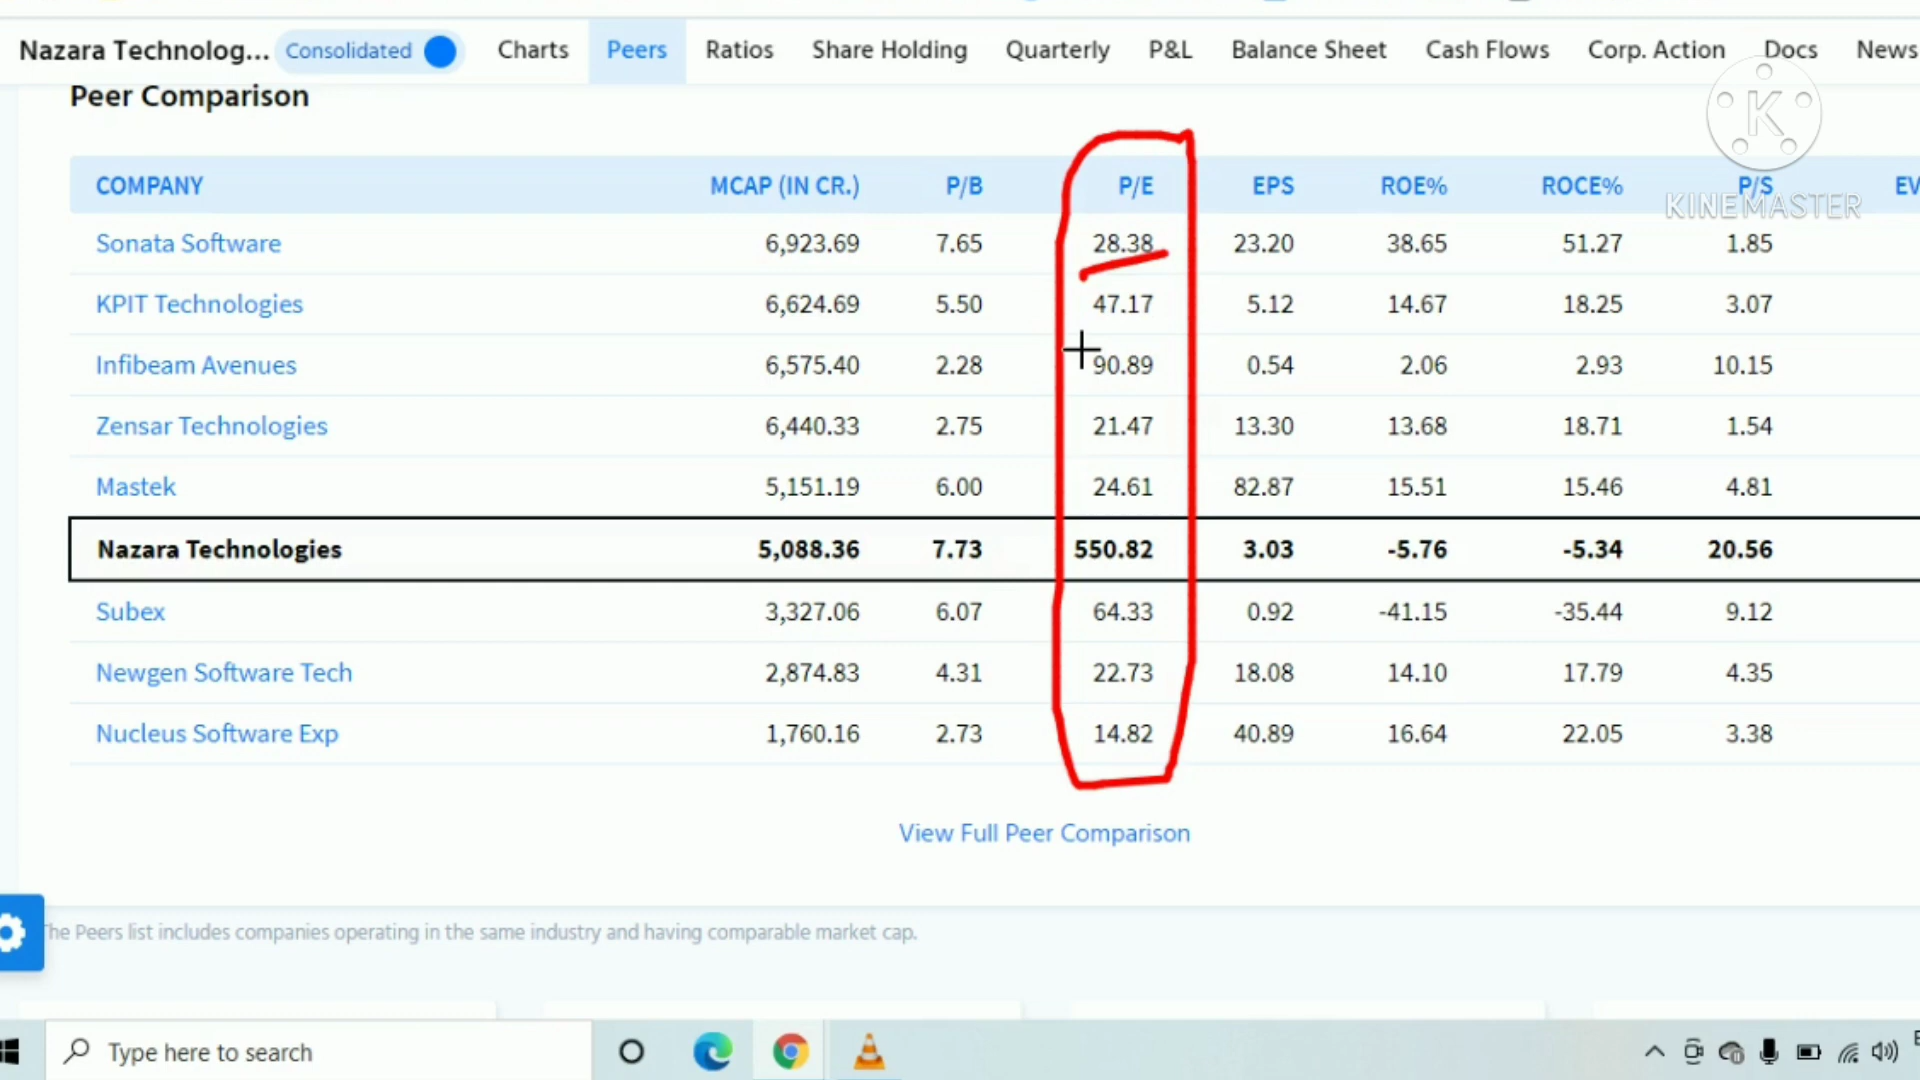 Nazara Technolog... Consolidated Charts Peers Ratios Share Holding Quarterly P&L Balance Sheet Cash Flows Corp. Action Docs News
Peer Comparison
K
KINEMASTER
COMPANY MCAP (IN CR.) P/B P/E EPS ROE% ROCE% P/S EV
Sonata Software 6,923.69 7.65 28.38 23.20 38.65 51.27 1.85
KPIT Technologies 6,624.69 5.50 47.17 5.12 14.67 18.25 3.07
Infibeam Avenues 6,575.40 2.28 90.89 0.54 2.06 2.93 10.15
Zensar Technologies 6,440.33 2.75 21.47 13.30 13.68 18.71 1.54
Mastek 5,151.19 6.00 24.61 82.87 15.51 15.46 4.81
Nazara Technologies 5,088.36 7.73 550.82 3.03 -5.76 -5.34 20.56
Subex 3,327.06 6.07 64.33 0.92 -41.15 -35.44 9.12
Newgen Software Tech 2,874.83 4.31 22.73 18.08 14.10 17.79 4.35
Nucleus Software Exp 1,760.16 2.73 14.82 40.89 16.64 22.05 3.38
View Full Peer Comparison
The Peers list includes companies operating in the same industry and having comparable market cap.
Type here to search